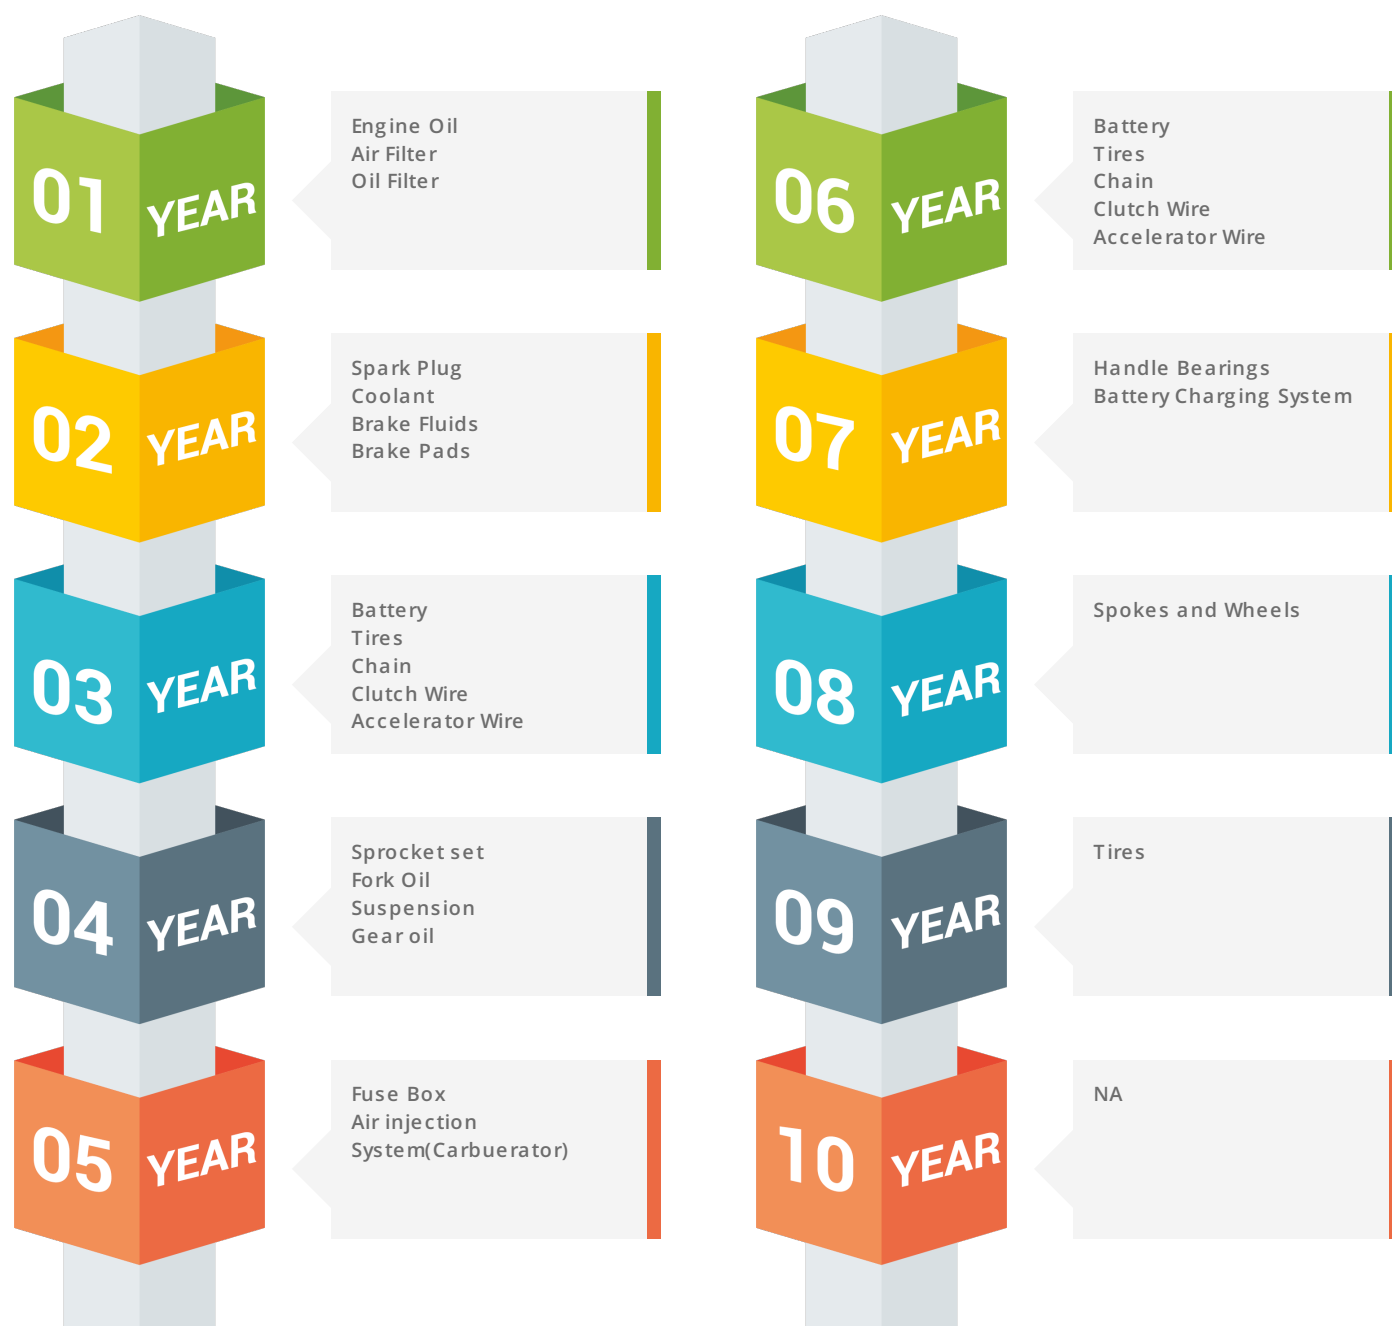 01 YEAR
Engine Oil
Air Filter
Oil Filter
02 YEAR
Spark Plug
Coolant
Brake Fluids
Brake Pads
03 YEAR
Battery
Tires
Chain
Clutch Wire
Accelerator Wire
04 YEAR
Sprocket set
Fork Oil
Suspension
Gear oil
05 YEAR
Fuse Box
Air injection
System(Carbuerator)
06 YEAR
Battery
Tires
Chain
Clutch Wire
Accelerator Wire
07 YEAR
Handle Bearings
Battery Charging System
08 YEAR
Spokes and Wheels
09 YEAR
Tires
10 YEAR
NA